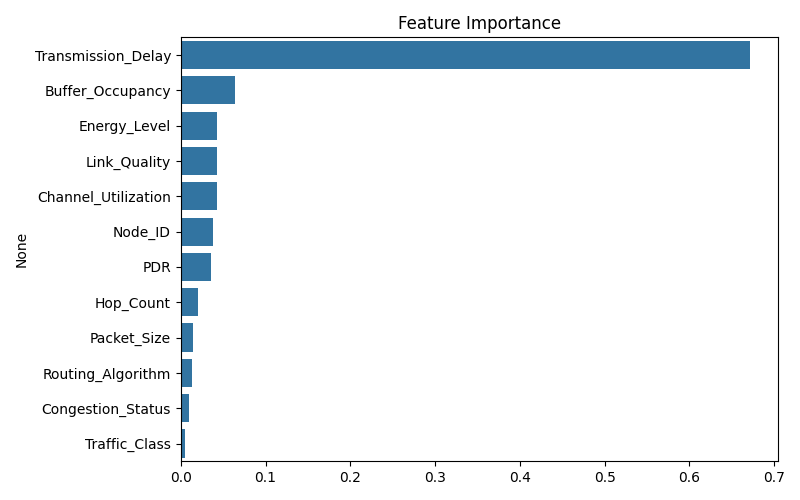 Feature Importance
Transmission_Delay
Buffer_Occupancy
Energy_Level
Link_Quality
Channel_Utilization
Node_ID
PDR
Hop_Count
Packet_Size
Routing_Algorithm
Congestion_Status
Traffic_Class
None
0.0 0.1 0.2 0.3 0.4 0.5 0.6 0.7